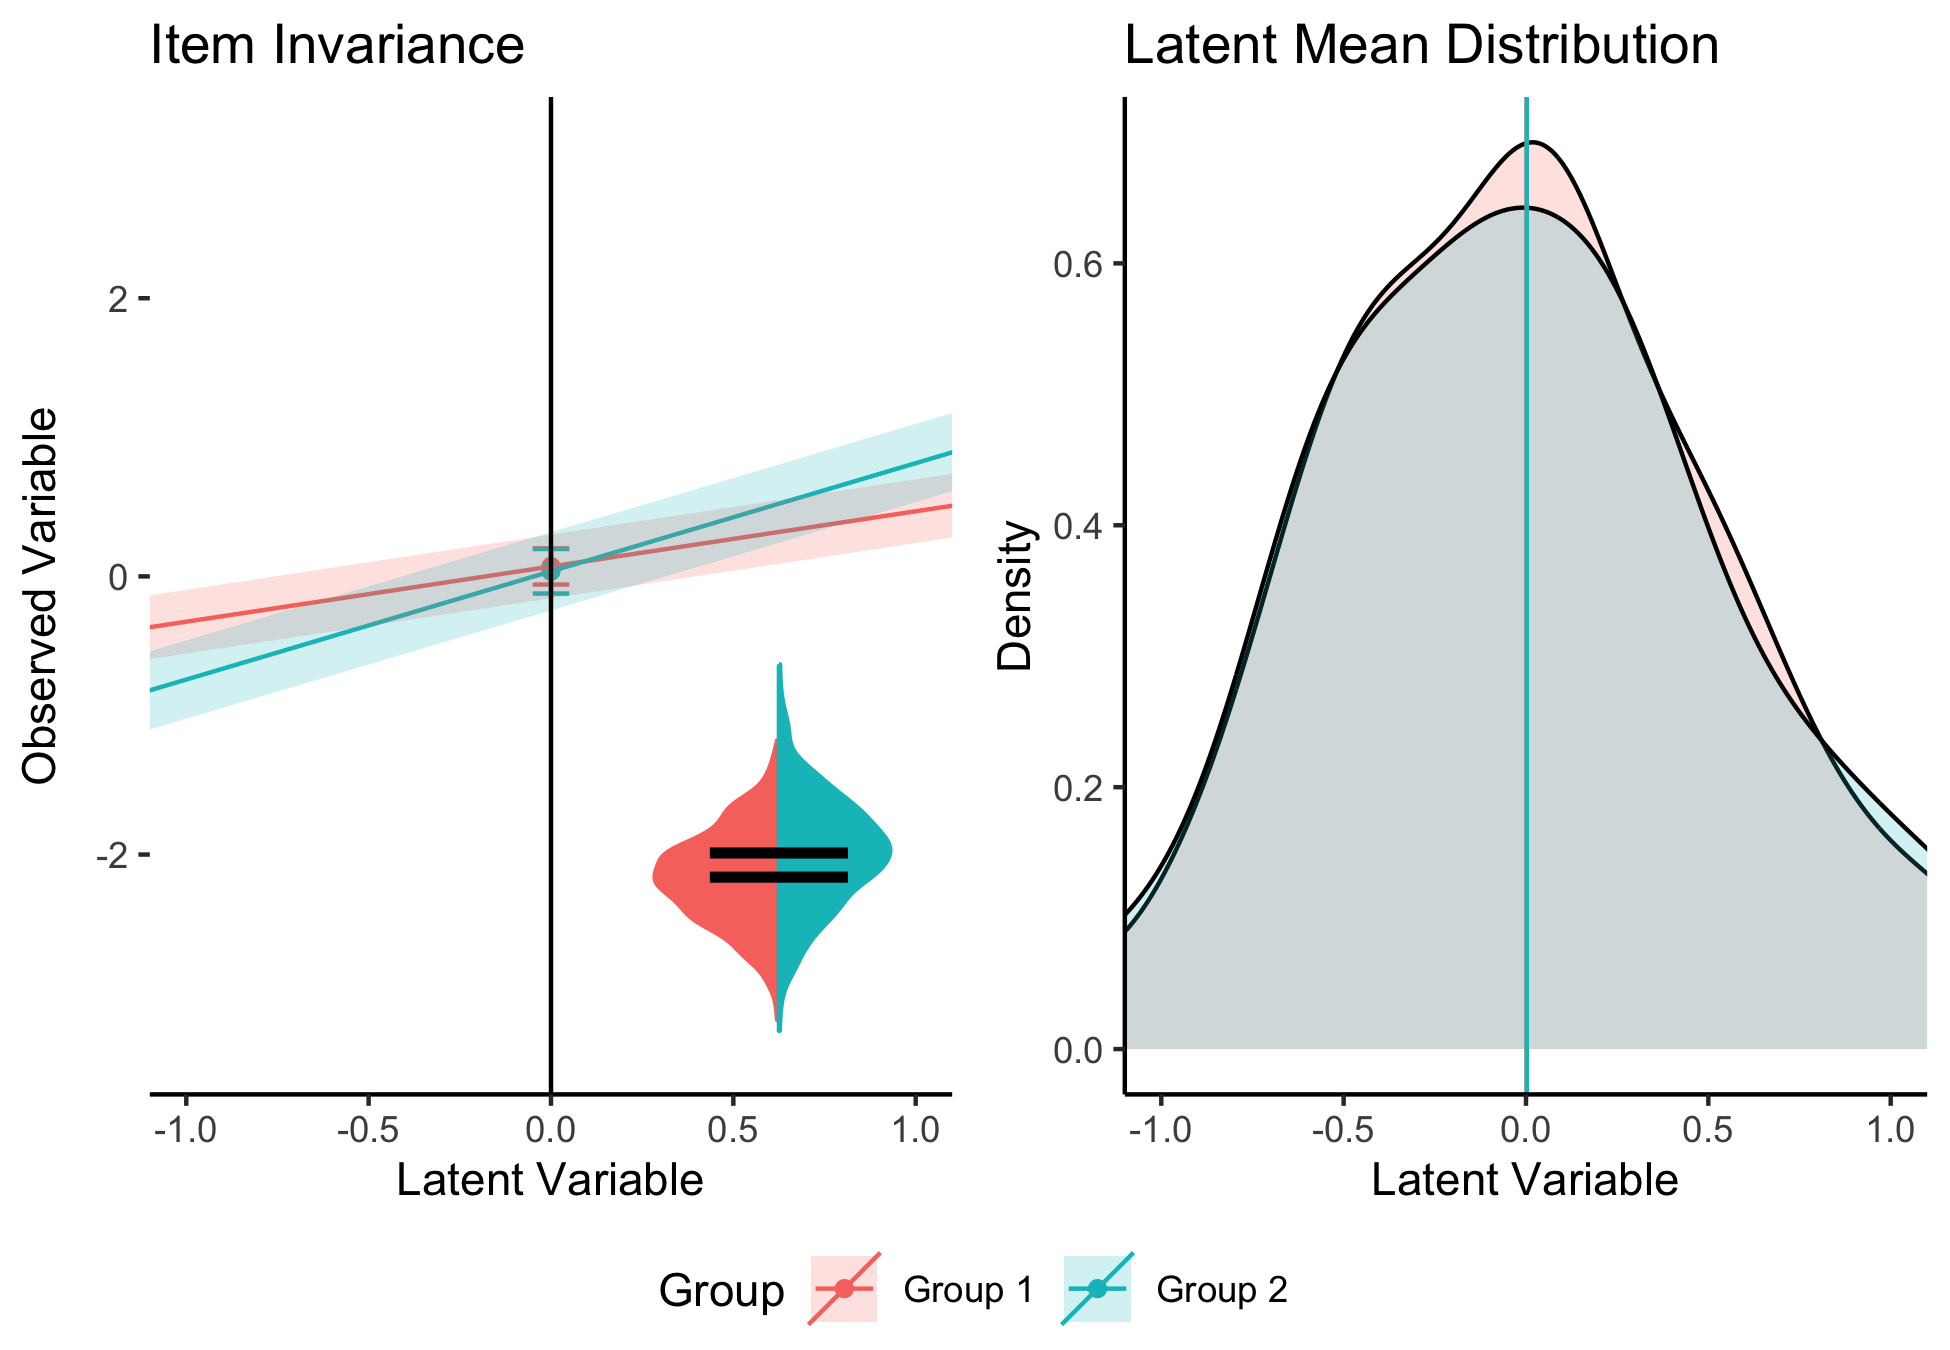 Item Invariance
Observed Variable
2
0
-2
-1.0 -0.5 0.0 0.5 1.0
Latent Variable
Latent Mean Distribution
Density
0.6
0.4
0.2
0.0
-1.0 -0.5 0.0 0.5 1.0
Latent Variable
Group Group 1 Group 2